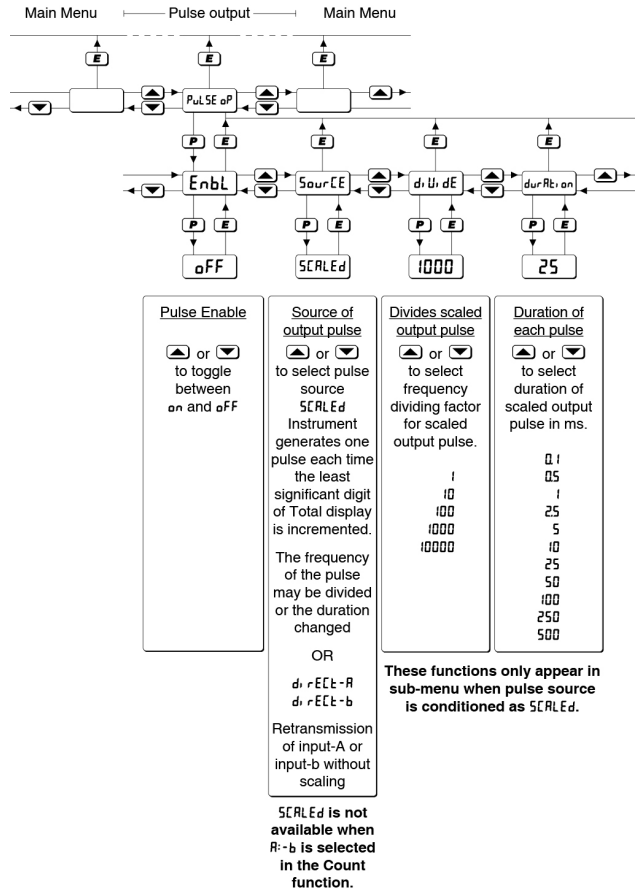 Main Menu Pulse output Main Menu
E E E
PuLSE oP
P E E E E
EnbL SourCE diVidE durAtion
P E P E P E P E
oFF SCALEd 1000 25
Pulse Enable
or
to toggle
between
on and oFF
Source of
output pulse
or
to select pulse
source
SCALEd
Instrument
generates one
pulse each time
the least
significant digit
of Total display
is incremented.
The frequency
of the pulse
may be divided
or the duration
changed
OR
dirECt-A
dirECt-b
Retransmission
of input-A or
input-b without
scaling
SCALEd is not
available when
A:-b is selected
in the Count
function.
Divides scaled
output pulse
or
to select
frequency
dividing factor
for scaled
output pulse.
1
10
100
1000
10000
Duration of
each pulse
or
to select
duration of
scaled output
pulse in ms.
0.1
0.5
1
2.5
5
10
25
50
100
250
500
These functions only appear in
sub-menu when pulse source
is conditioned as SCALEd.